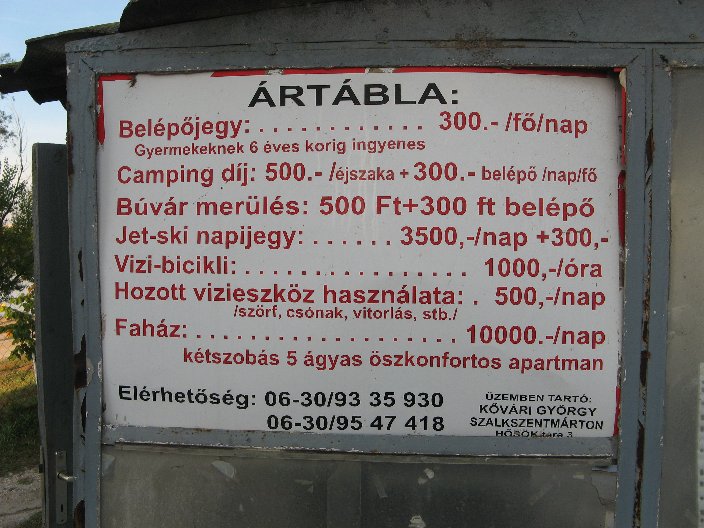 ÁRTÁBLA:
Belépőjegy: . . . . . . . . . . . . 300.- /fő/nap
Gyermekeknek 6 éves korig ingyenes
Camping díj: 500.- /éjszaka + 300.- belépő /nap/fő
Búvár merülés: 500 Ft+300 ft belépő
Jet-ski napijegy: . . . . . . 3500,-/nap +300,-
Vizi-bicikli: . . . . . . . . . . . . . . . . 1000,-/óra
Hozott vizieszköz használata: . 500,-/nap
/szörf, csónak, vitorlás, stb./
Faház: . . . . . . . . . . . . . . . . . . 10000.-/nap
kétszobás 5 ágyas öszkonfortos apartman
Elérhetőség: 06-30/93 35 930
06-30/95 47 418
ÜZEMBEN TARTÓ:
KŐVÁRI GYÖRGY
SZALKSZENTMÁRTON
HŐSÖK tere 3